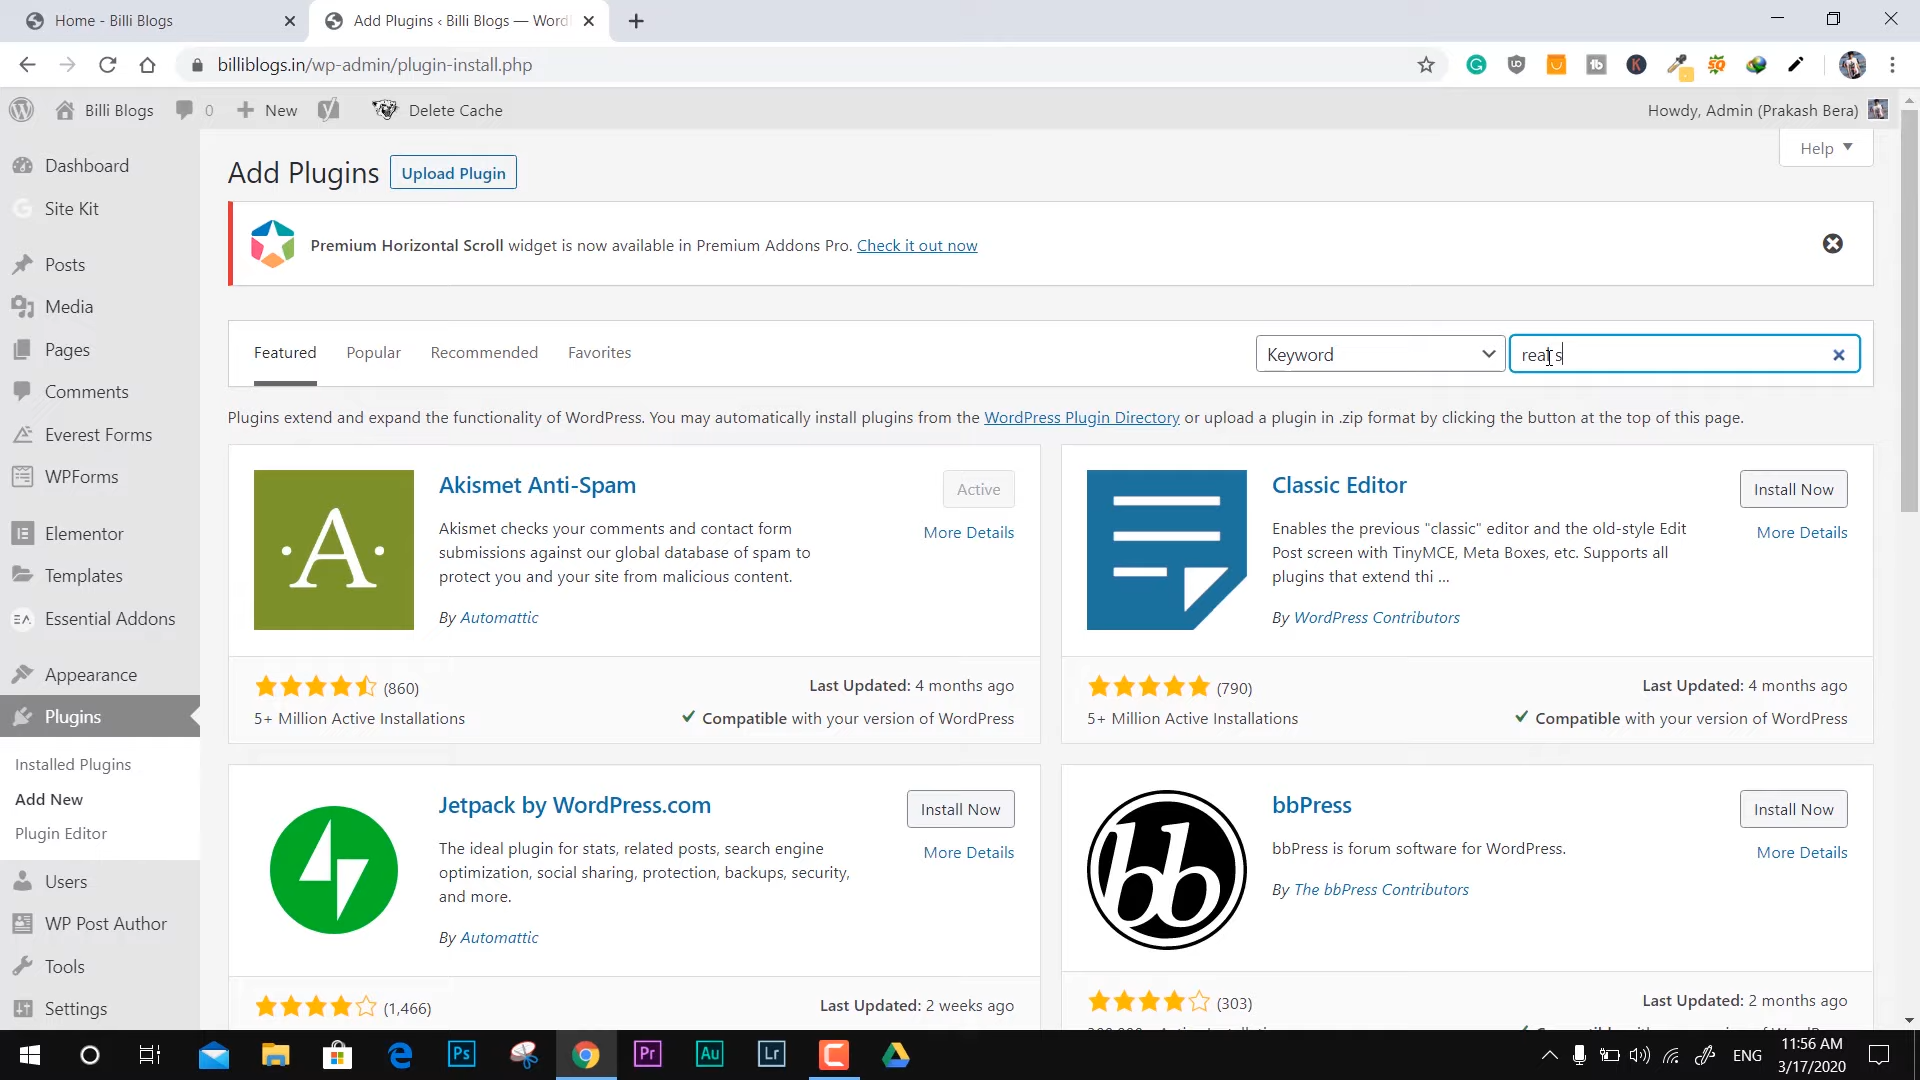 Home - Billi Blogs
Add Plugins ‹ Billi Blogs — Word
billiblogs.in/wp-admin/plugin-install.php
Billi Blogs
0
New
Delete Cache
Howdy, Admin (Prakash Bera)
Help
Dashboard
Site Kit
Posts
Media
Pages
Comments
Everest Forms
WPForms
Elementor
Templates
Essential Addons
Appearance
Plugins
Installed Plugins
Add New
Plugin Editor
Users
WP Post Author
Tools
Settings
Add Plugins
Upload Plugin
Premium Horizontal Scroll widget is now available in Premium Addons Pro. Check it out now
Featured
Popular
Recommended
Favorites
Keyword
real s
Plugins extend and expand the functionality of WordPress. You may automatically install plugins from the WordPress Plugin Directory or upload a plugin in .zip format by clicking the button at the top of this page.
Akismet Anti-Spam
Active
More Details
Akismet checks your comments and contact form
submissions against our global database of spam to
protect you and your site from malicious content.
By Automattic
(860)
5+ Million Active Installations
Last Updated: 4 months ago
Compatible with your version of WordPress
Classic Editor
Install Now
More Details
Enables the previous "classic" editor and the old-style Edit
Post screen with TinyMCE, Meta Boxes, etc. Supports all
plugins that extend thi ...
By WordPress Contributors
(790)
5+ Million Active Installations
Last Updated: 4 months ago
Compatible with your version of WordPress
Jetpack by WordPress.com
Install Now
More Details
The ideal plugin for stats, related posts, search engine
optimization, social sharing, protection, backups, security,
and more.
By Automattic
(1,466)
Last Updated: 2 weeks ago
bbPress
Install Now
More Details
bbPress is forum software for WordPress.
By The bbPress Contributors
(303)
Last Updated: 2 months ago
ENG
11:56 AM
3/17/2020